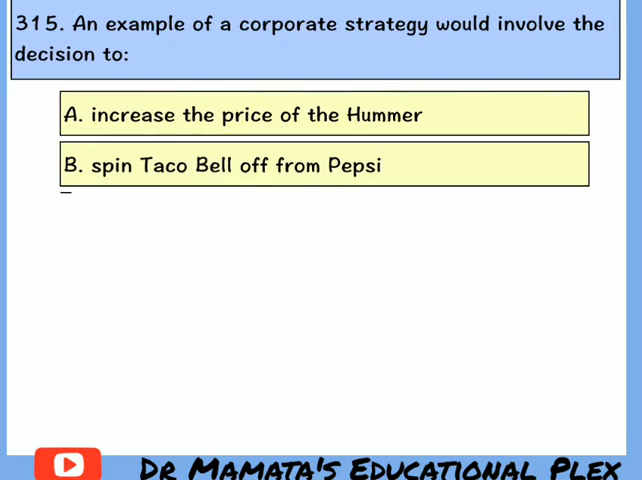 315. An example of a corporate strategy would involve the
decision to:
A. increase the price of the Hummer
B. spin Taco Bell off from Pepsi
Dr Mamata's Educational Plex